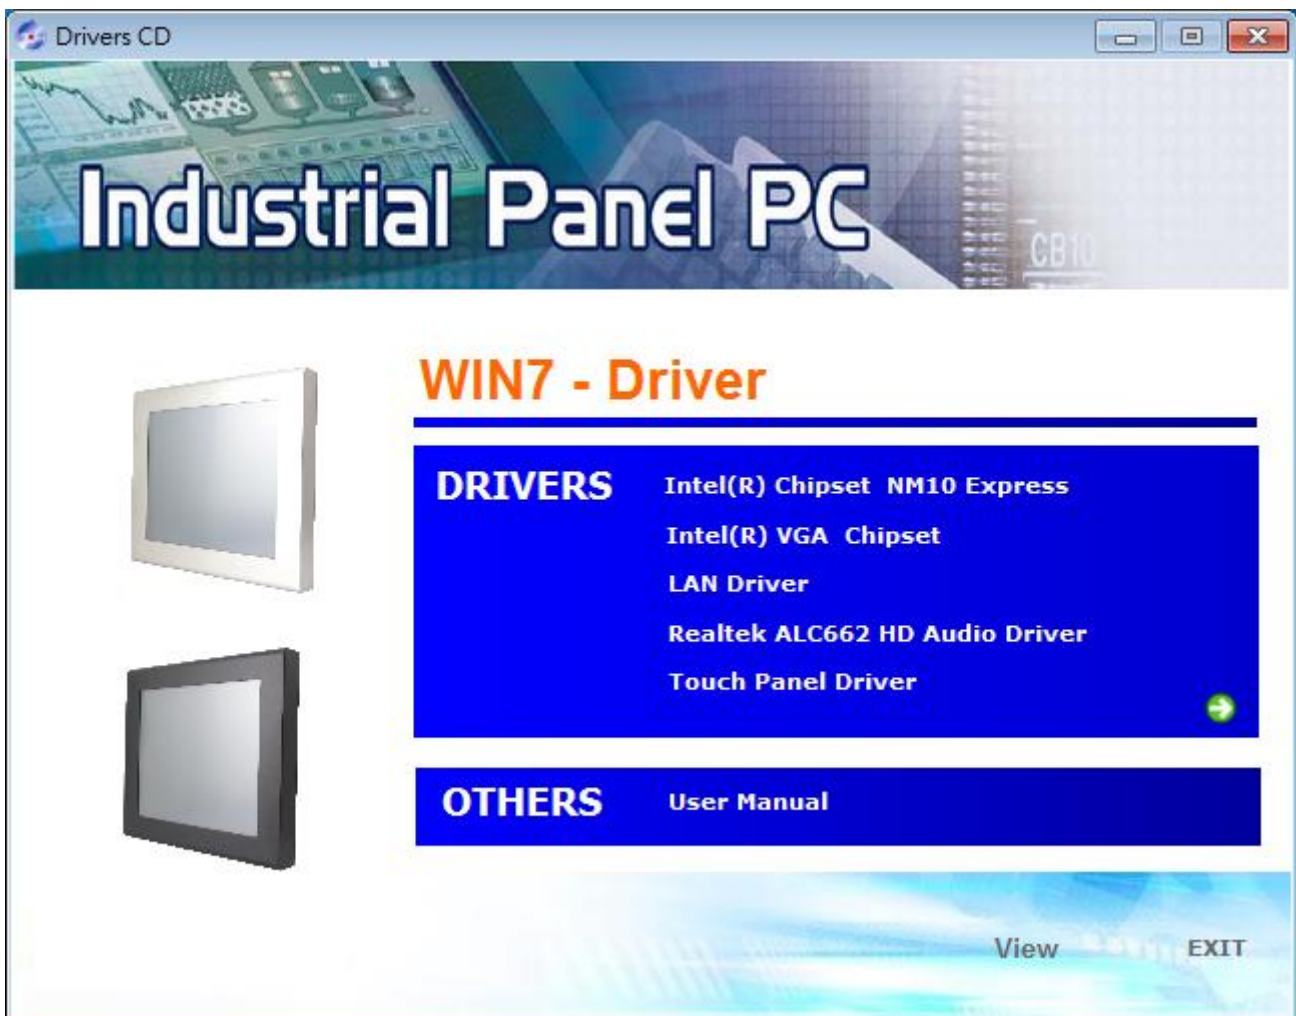 Drivers CD
Industrial Panel PC
CB10
WIN7 - Driver
DRIVERS
Intel(R) Chipset NM10 Express
Intel(R) VGA Chipset
LAN Driver
Realtek ALC662 HD Audio Driver
Touch Panel Driver
OTHERS
User Manual
View
EXIT